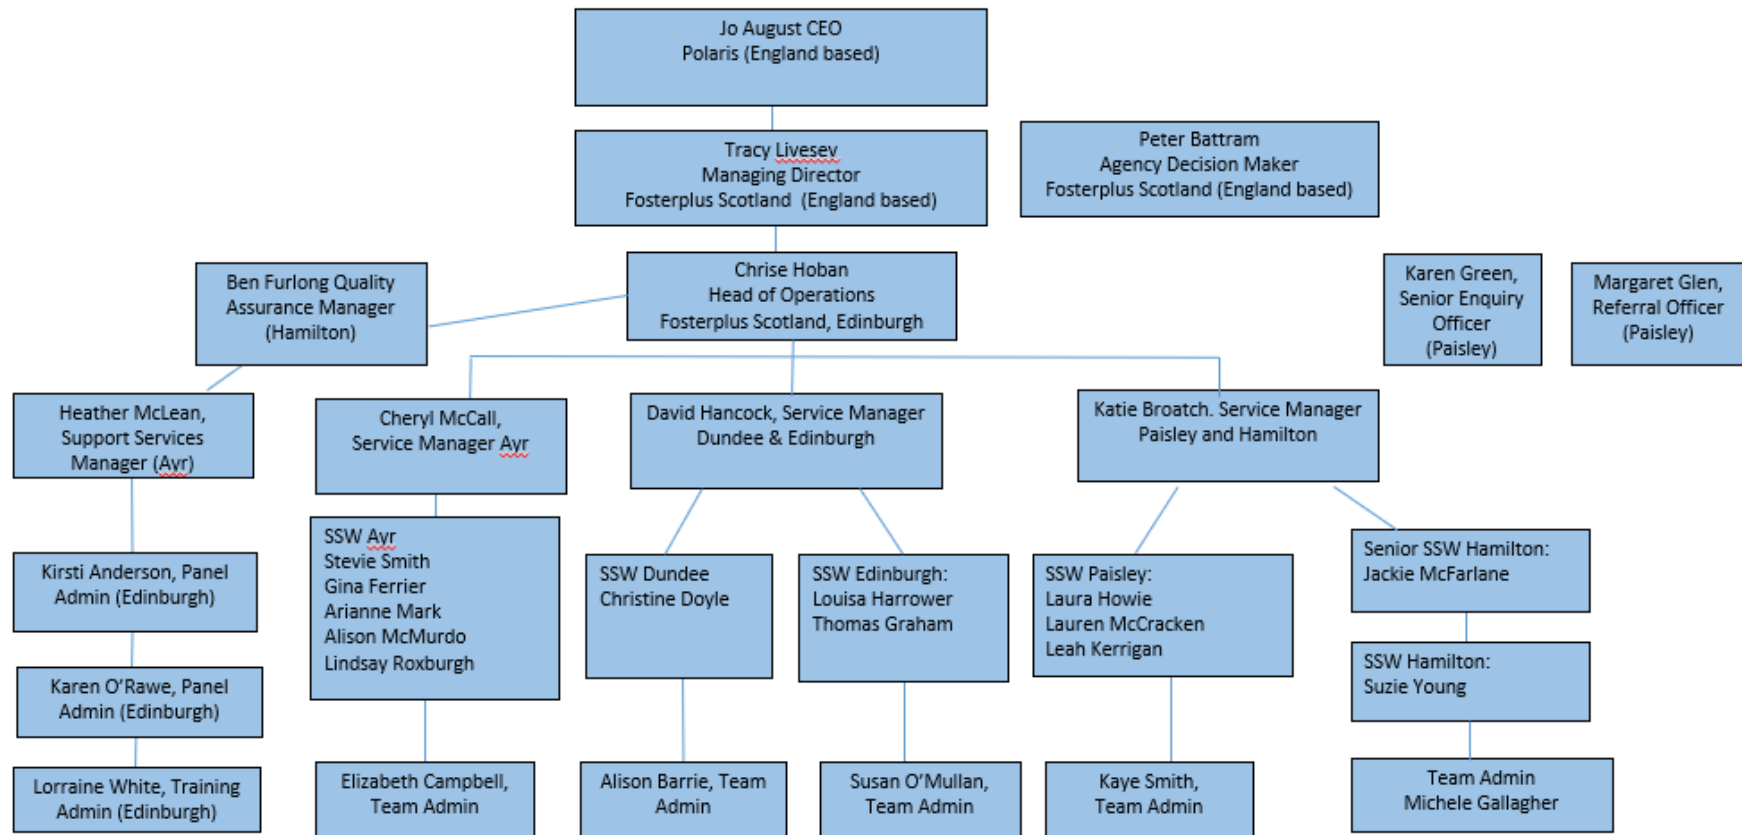 Jo August CEO
Polaris (England based)
Tracy Livesev
Managing Director
Fosterplus Scotland (England based)
Peter Battram
Agency Decision Maker
Fosterplus Scotland (England based)
Ben Furlong Quality
Assurance Manager
(Hamilton)
Chrise Hoban
Head of Operations
Fosterplus Scotland, Edinburgh
Karen Green,
Senior Enquiry
Officer
(Paisley)
Margaret Glen,
Referral Officer
(Paisley)
Heather McLean,
Support Services
Manager (Ayr)
Cheryl McCall,
Service Manager Ayr
David Hancock, Service Manager
Dundee & Edinburgh
Katie Broatch. Service Manager
Paisley and Hamilton
Kirsti Anderson, Panel
Admin (Edinburgh)
SSW Ayr
Stevie Smith
Gina Ferrier
Arianne Mark
Alison McMurdo
Lindsay Roxburgh
SSW Dundee
Christine Doyle
SSW Edinburgh:
Louisa Harrower
Thomas Graham
SSW Paisley:
Laura Howie
Lauren McCracken
Leah Kerrigan
Senior SSW Hamilton:
Jackie McFarlane
SSW Hamilton:
Suzie Young
Karen O'Rawe, Panel
Admin (Edinburgh)
Lorraine White, Training
Admin (Edinburgh)
Elizabeth Campbell,
Team Admin
Alison Barrie, Team
Admin
Susan O'Mullan,
Team Admin
Kaye Smith,
Team Admin
Team Admin
Michele Gallagher